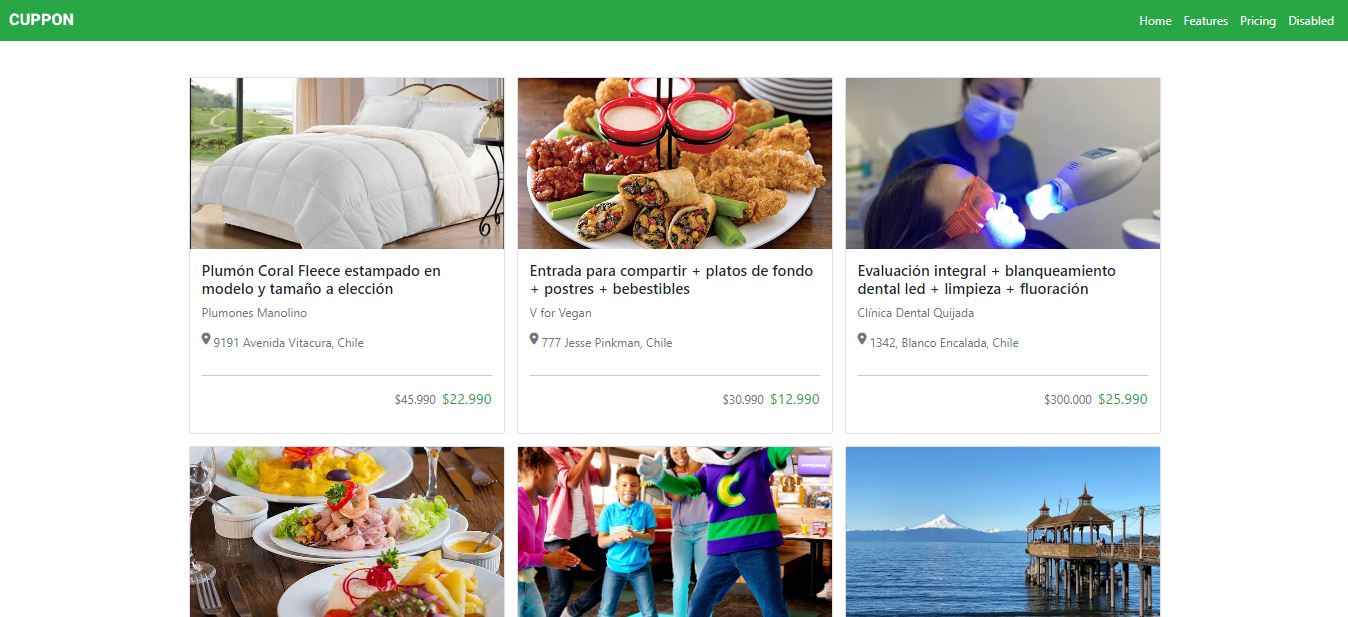 CUPPON
Home Features Pricing Disabled
Plumón Coral Fleece estampado en
modelo y tamaño a elección
Plumones Manolino
9191 Avenida Vitacura, Chile
$45.990 $22.990
Entrada para compartir + platos de fondo
+ postres + bebestibles
V for Vegan
777 Jesse Pinkman, Chile
$30.990 $12.990
Evaluación integral + blanqueamiento
dental led + limpieza + fluoración
Clínica Dental Quijada
1342, Blanco Encalada, Chile
$300.000 $25.990
C